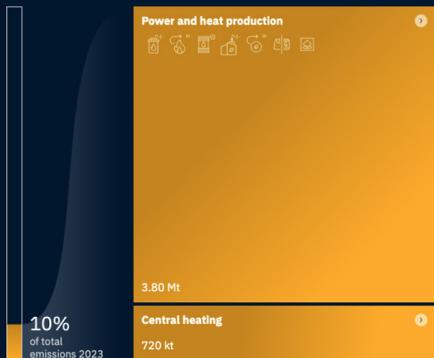 Power and heat production
3.80 Mt
10%
of total
emissions 2023
Central heating
720 kt